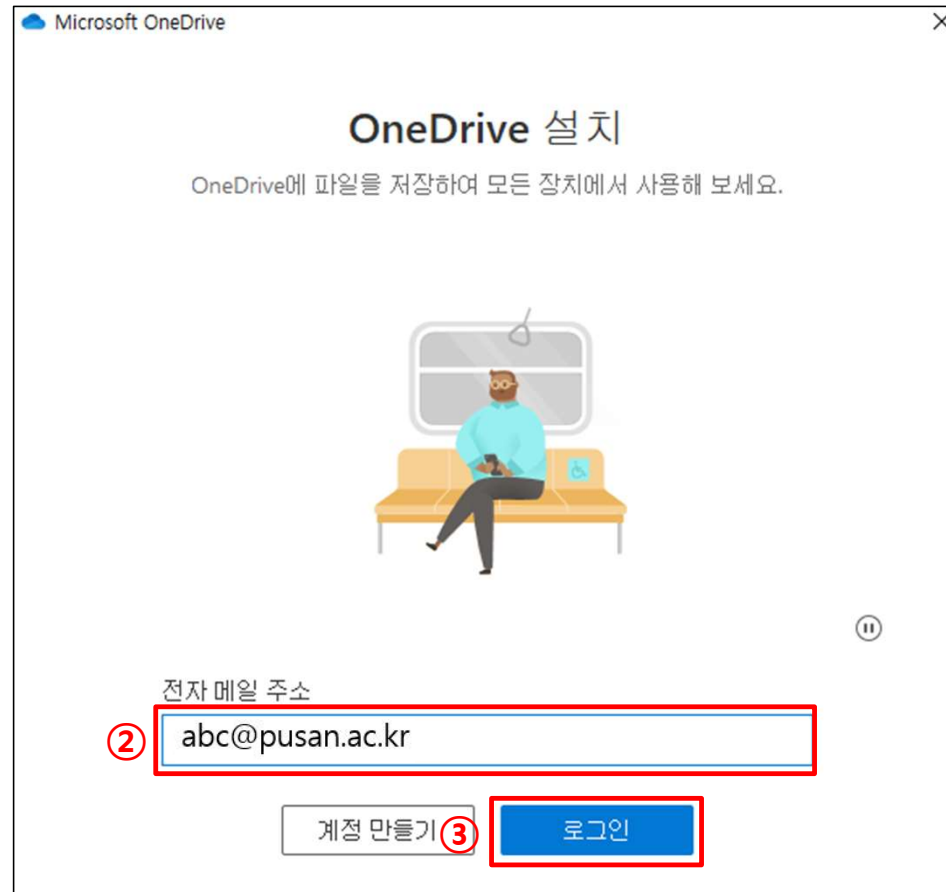 Microsoft OneDrive
OneDrive 설치
OneDrive에 파일을 저장하여 모든 장치에서 사용해 보세요.
전자 메일 주소
② abc@pusan.ac.kr
계정 만들기 ③ 로그인